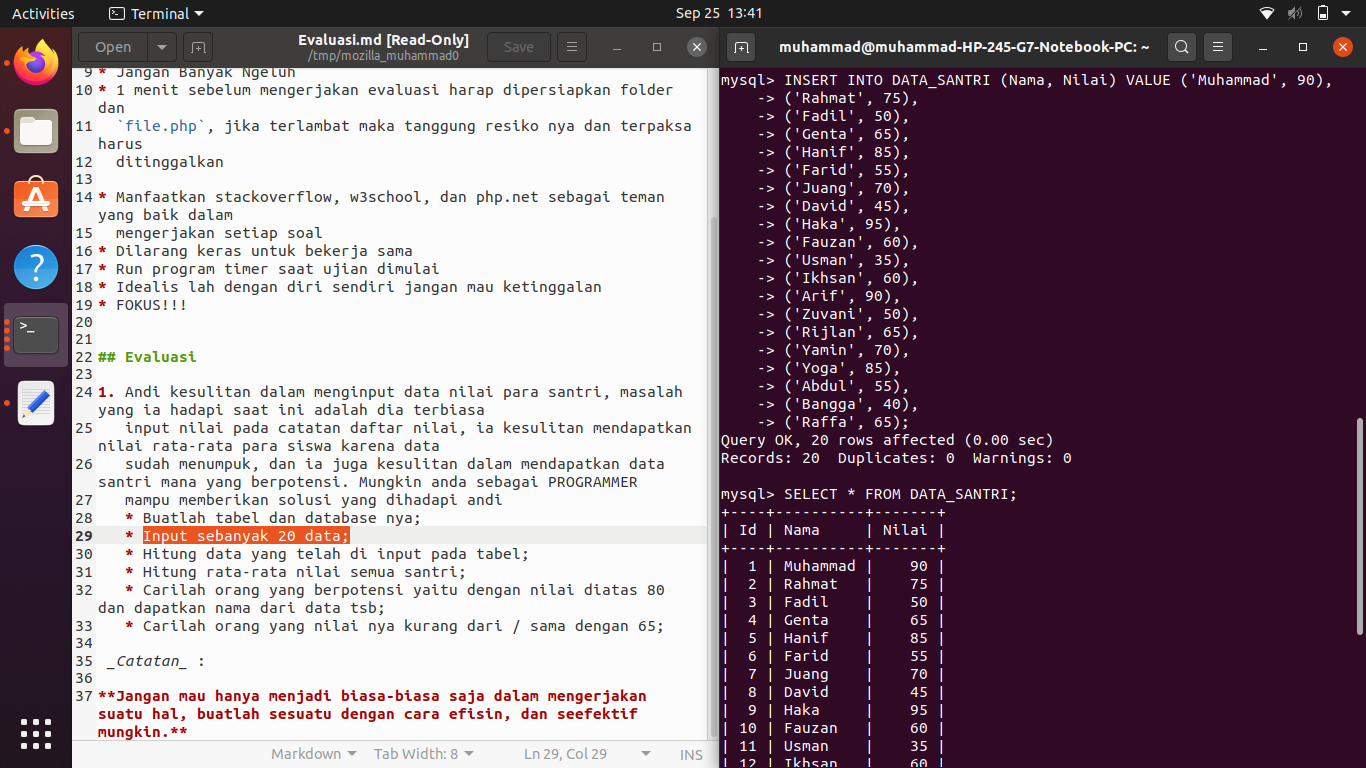 Activities
Terminal
Sep 25 13:41
Open
Evaluasi.md [Read-Only]
/tmp/mozilla_muhammad0
Save
9 * Jangan Banyak Ngeluh
10 * 1 menit sebelum mengerjakan evaluasi harap dipersiapkan folder
dan
11 `file.php`, jika terlambat maka tanggung resiko nya dan terpaksa
harus
12 ditinggalkan
13
14 * Manfaatkan stackoverflow, w3school, dan php.net sebagai teman
yang baik dalam
15 mengerjakan setiap soal
16 * Dilarang keras untuk bekerja sama
17 * Run program timer saat ujian dimulai
18 * Idealis lah dengan diri sendiri jangan mau ketinggalan
19 * FOKUS!!!
20
21
22 ## Evaluasi
23
24 1. Andi kesulitan dalam menginput data nilai para santri, masalah
yang ia hadapi saat ini adalah dia terbiasa
25 input nilai pada catatan daftar nilai, ia kesulitan mendapatkan
nilai rata-rata para siswa karena data
26 sudah menumpuk, dan ia juga kesulitan dalam mendapatkan data
santri mana yang berpotensi. Mungkin anda sebagai PROGRAMMER
27 mampu memberikan solusi yang dihadapi andi
28 * Buatlah tabel dan database nya;
29 * Input sebanyak 20 data;
30 * Hitung data yang telah di input pada tabel;
31 * Hitung rata-rata nilai semua santri;
32 * Carilah orang yang berpotensi yaitu dengan nilai diatas 80
dan dapatkan nama dari data tsb;
33 * Carilah orang yang nilai nya kurang dari / sama dengan 65;
34
35 _Catatan_ :
36
37 **Jangan mau hanya menjadi biasa-biasa saja dalam mengerjakan
suatu hal, buatlah sesuatu dengan cara efisin, dan seefektif
mungkin.**
Markdown
Tab Width: 8
Ln 29, Col 29
INS
muhammad@muhammad-HP-245-G7-Notebook-PC: ~
mysql> INSERT INTO DATA_SANTRI (Nama, Nilai) VALUE ('Muhammad', 90),
-> ('Rahmat', 75),
-> ('Fadil', 50),
-> ('Genta', 65),
-> ('Hanif', 85),
-> ('Farid', 55),
-> ('Juang', 70),
-> ('David', 45),
-> ('Haka', 95),
-> ('Fauzan', 60),
-> ('Usman', 35),
-> ('Ikhsan', 60),
-> ('Arif', 90),
-> ('Zuvani', 50),
-> ('Rijlan', 65),
-> ('Yamin', 70),
-> ('Yoga', 85),
-> ('Abdul', 55),
-> ('Bangga', 40),
-> ('Raffa', 65);
Query OK, 20 rows affected (0.00 sec)
Records: 20 Duplicates: 0 Warnings: 0
mysql> SELECT * FROM DATA_SANTRI;
+----+----------+-------+
| Id | Nama | Nilai |
+----+----------+-------+
| 1 | Muhammad | 90 |
| 2 | Rahmat | 75 |
| 3 | Fadil | 50 |
| 4 | Genta | 65 |
| 5 | Hanif | 85 |
| 6 | Farid | 55 |
| 7 | Juang | 70 |
| 8 | David | 45 |
| 9 | Haka | 95 |
| 10 | Fauzan | 60 |
| 11 | Usman | 35 |
| 12 | Ikhsan | 60 |